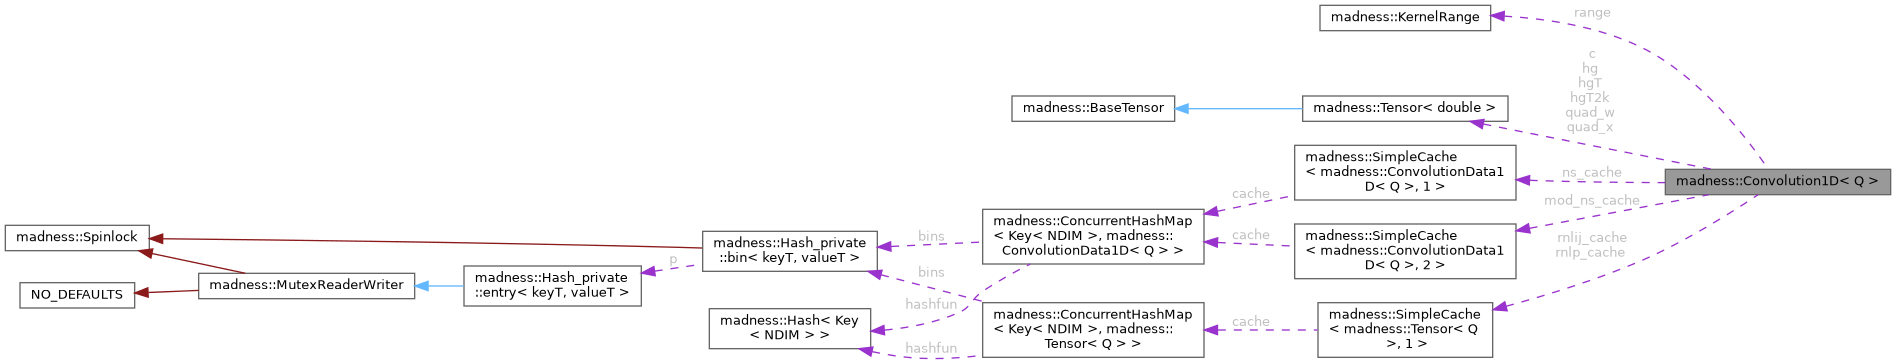 madness::KernelRange
range
c
hg
hgT
hgT2k
quad_w
quad_x
madness::BaseTensor
madness::Tensor< double >
madness::SimpleCache
< madness::ConvolutionData1
D< Q >, 1 >
ns_cache
madness::Convolution1D< Q >
cache
mod_ns_cache
madness::ConcurrentHashMap
< Key< NDIM >, madness::
ConvolutionData1D< Q > >
madness::SimpleCache
< madness::ConvolutionData1
D< Q >, 2 >
cache
rnlij_cache
rnlp_cache
madness::Spinlock
madness::Hash_private
::bin< keyT, valueT >
bins
p
bins
madness::MutexReaderWriter
madness::Hash_private
::entry< keyT, valueT >
NO_DEFAULTS
hashfun
madness::Hash< Key
< NDIM > >
madness::ConcurrentHashMap
< Key< NDIM >, madness::
Tensor< Q > >
cache
madness::SimpleCache
< madness::Tensor< Q
>, 1 >
hashfun